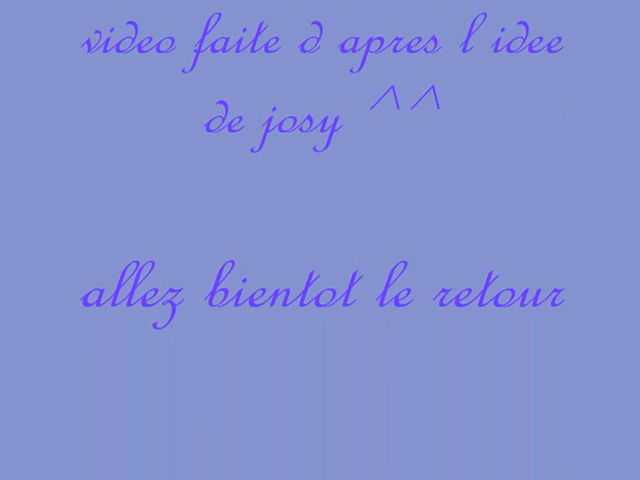 video faite d apres l idee
de josy ^^
allez bientot le retour